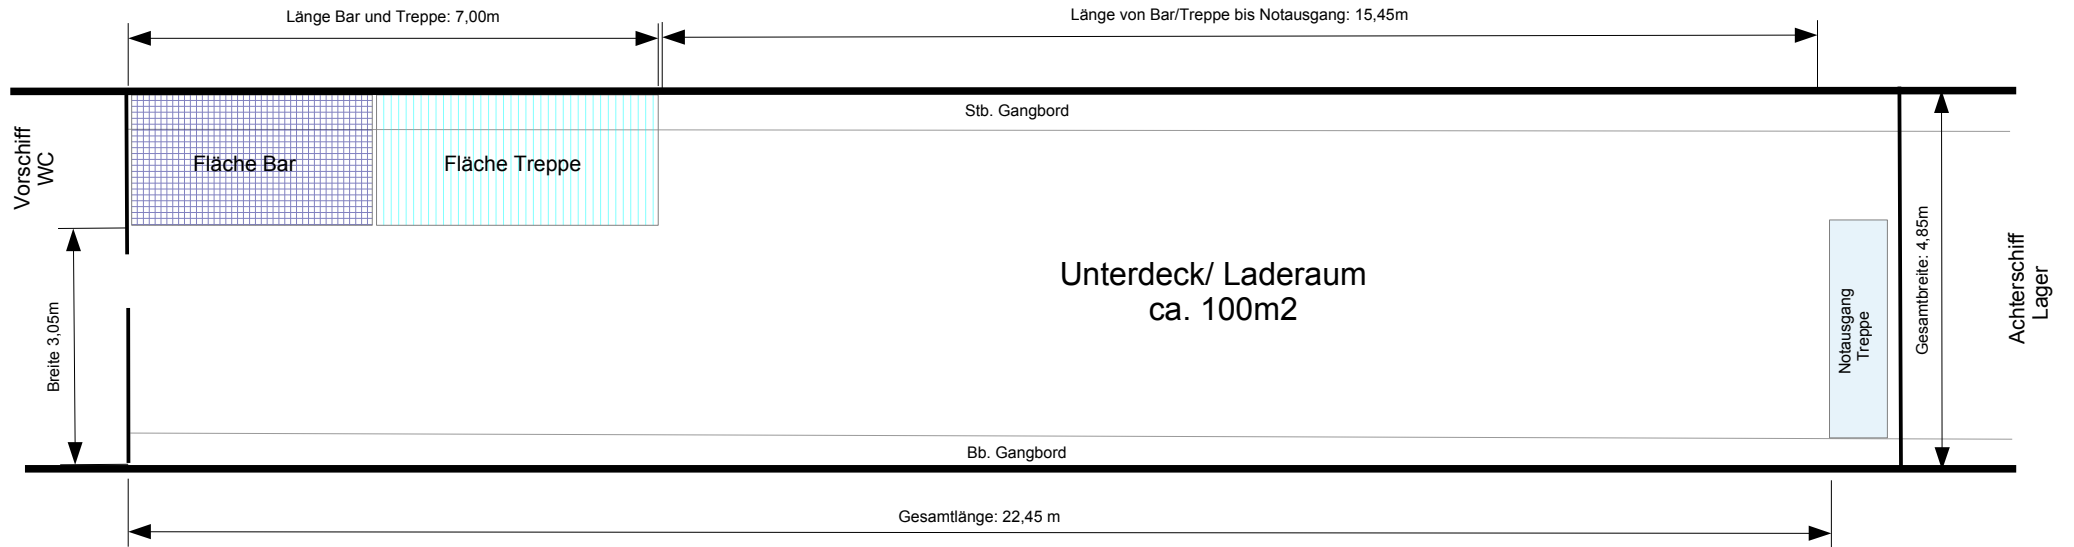 Länge Bar und Treppe: 7,00m
Länge von Bar/Treppe bis Notausgang: 15,45m
Stb. Gangbord
Vorschiff
WC
Fläche Bar
Fläche Treppe
Unterdeck/ Laderaum
ca. 100m2
Breite 3,05m
Notausgang
Treppe
Gesamtbreite: 4,85m
Achterschiff
Lager
Bb. Gangbord
Gesamtlänge: 22,45 m